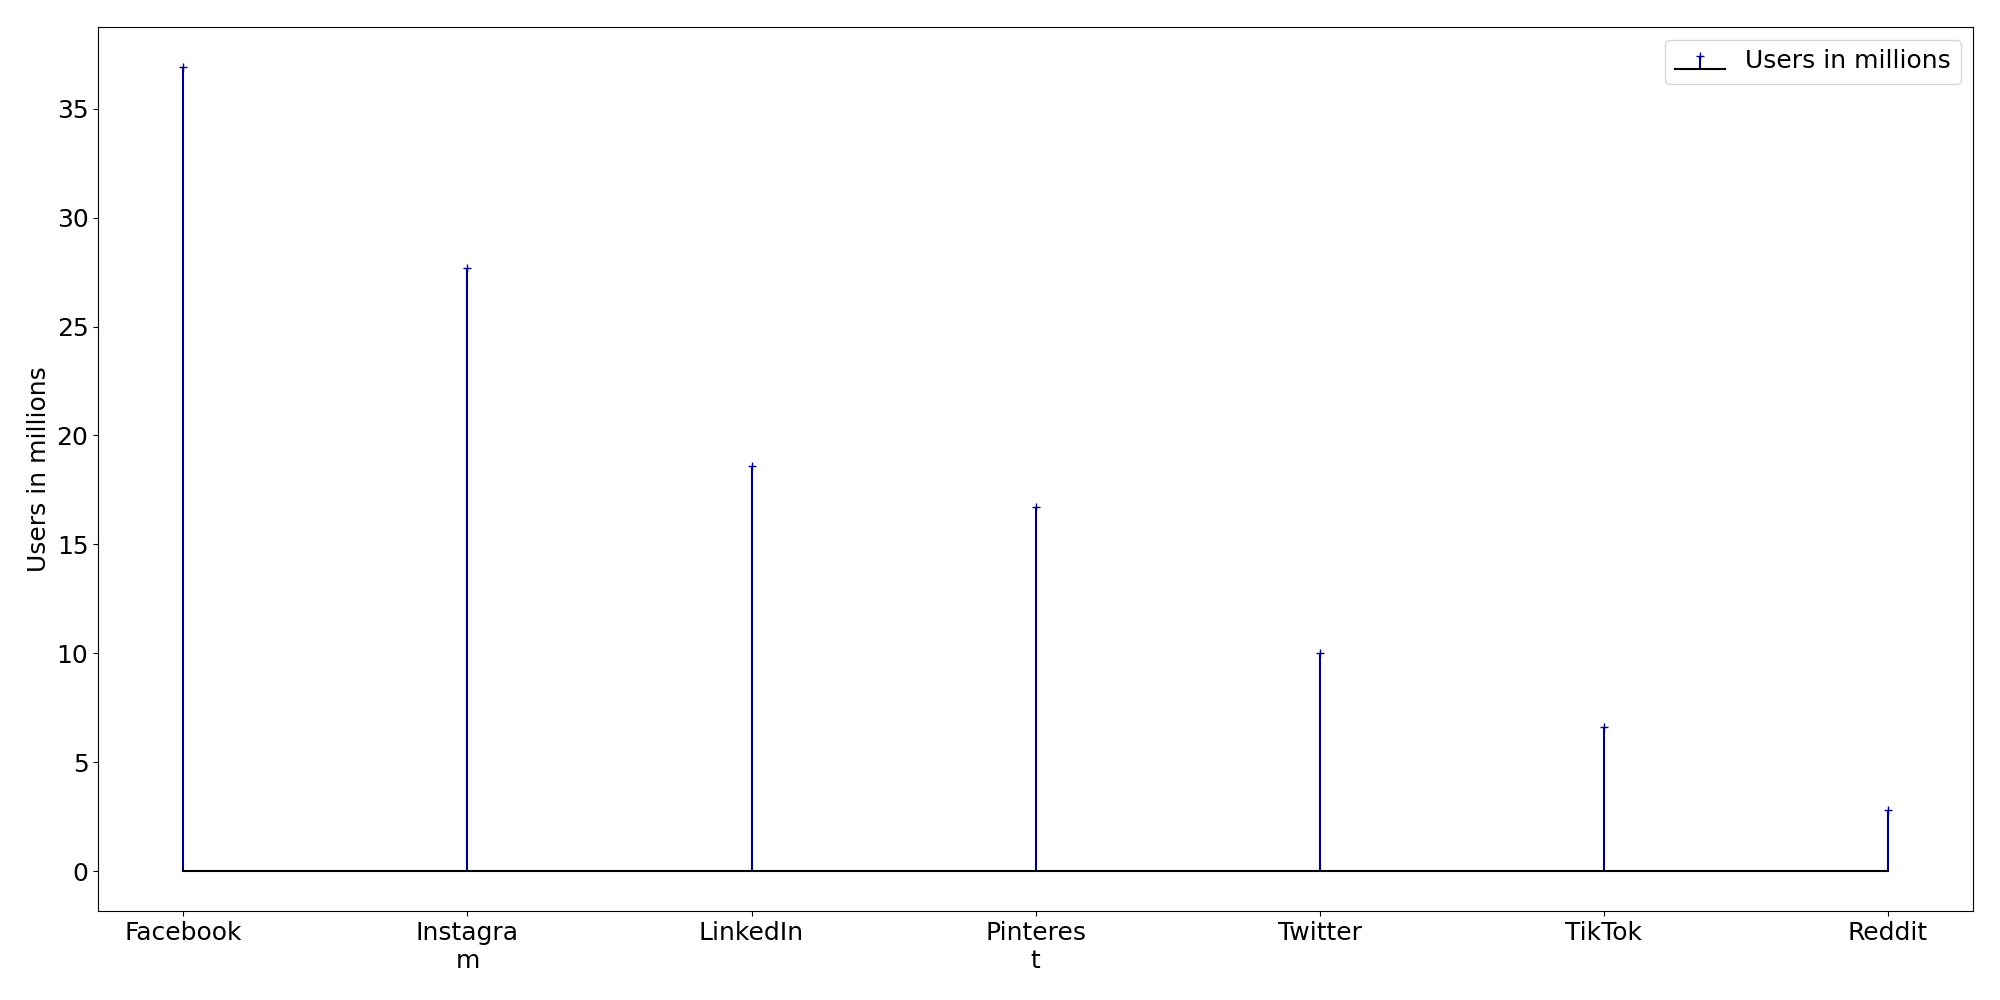 Users in millions
35
30
25
20
15
10
5
0
Users in millions
Facebook
Instagra
m
LinkedIn
Pinteres
t
Twitter
TikTok
Reddit